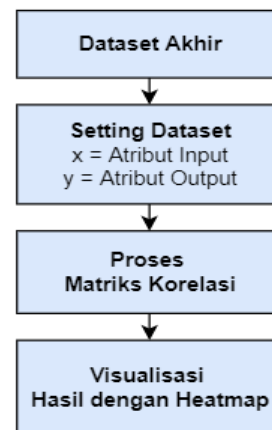 Dataset Akhir
Setting Dataset
x = Atribut Input
y = Atribut Output
Proses
Matriks Korelasi
Visualisasi
Hasil dengan Heatmap